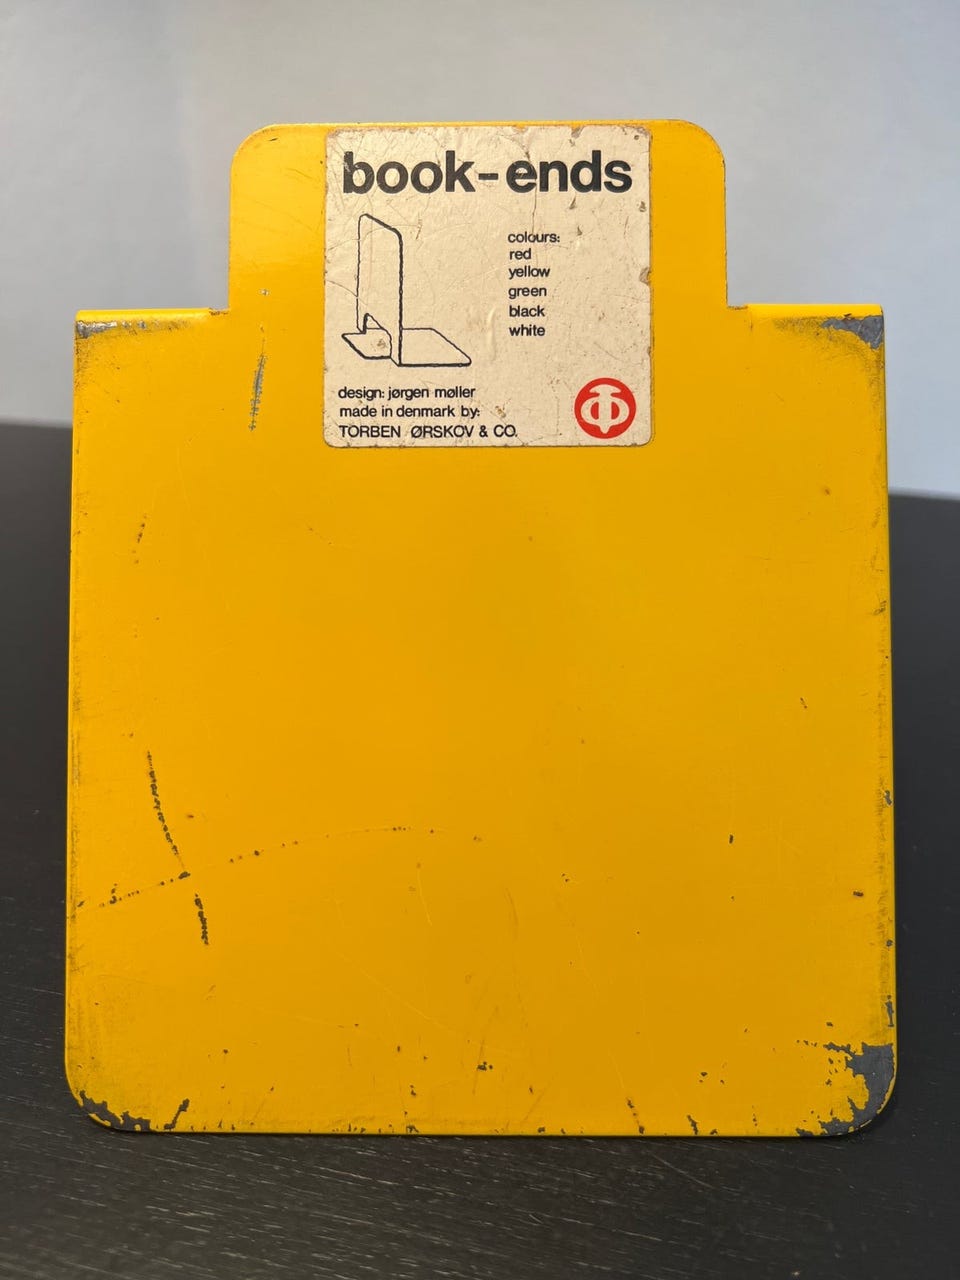 book-ends
colours:
red
yellow
green
black
white
design: jørgen møller
made in denmark by:
TORBEN ØRSKOV & CO.